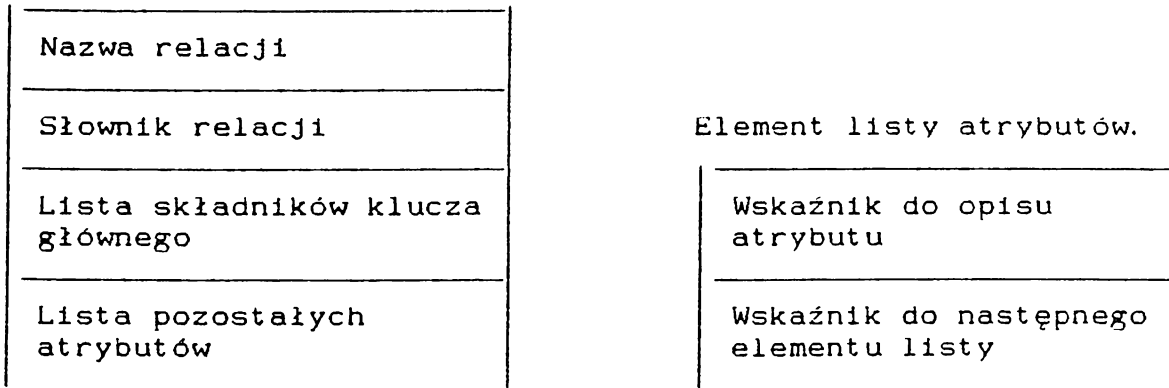 Nazwa relacji
Słownik relacji
Lista składników klucza
głównego
Lista pozostałych
atrybutów
Element listy atrybutów.
Wskaźnik do opisu
atrybutu
Wskaźnik do następnego
elementu listy